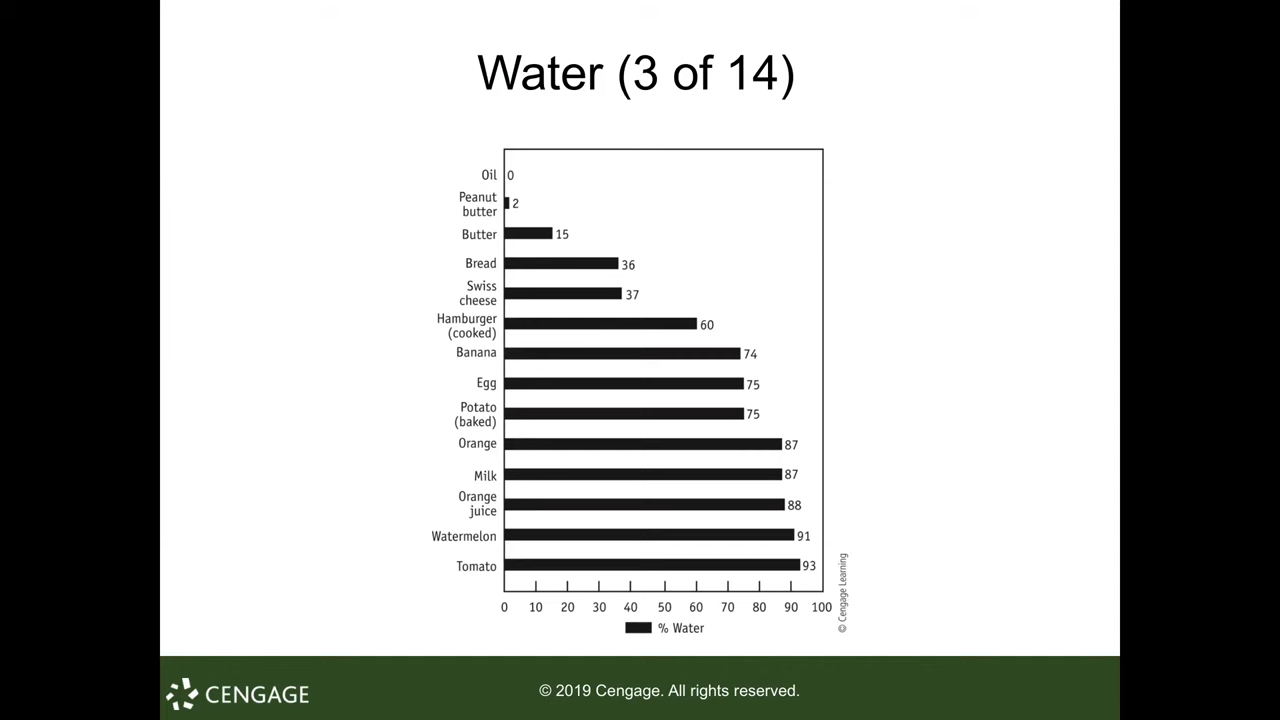 Water (3 of 14)
Oil 0
Peanut
butter 2
Butter 15
Bread 36
Swiss
cheese 37
Hamburger
(cooked) 60
Banana 74
Egg 75
Potato
(baked) 75
Orange 87
Milk 87
Orange
juice 88
Watermelon 91
Tomato 93
0 10 20 30 40 50 60 70 80 90 100
% Water
© Cengage Learning
CENGAGE
© 2019 Cengage. All rights reserved.